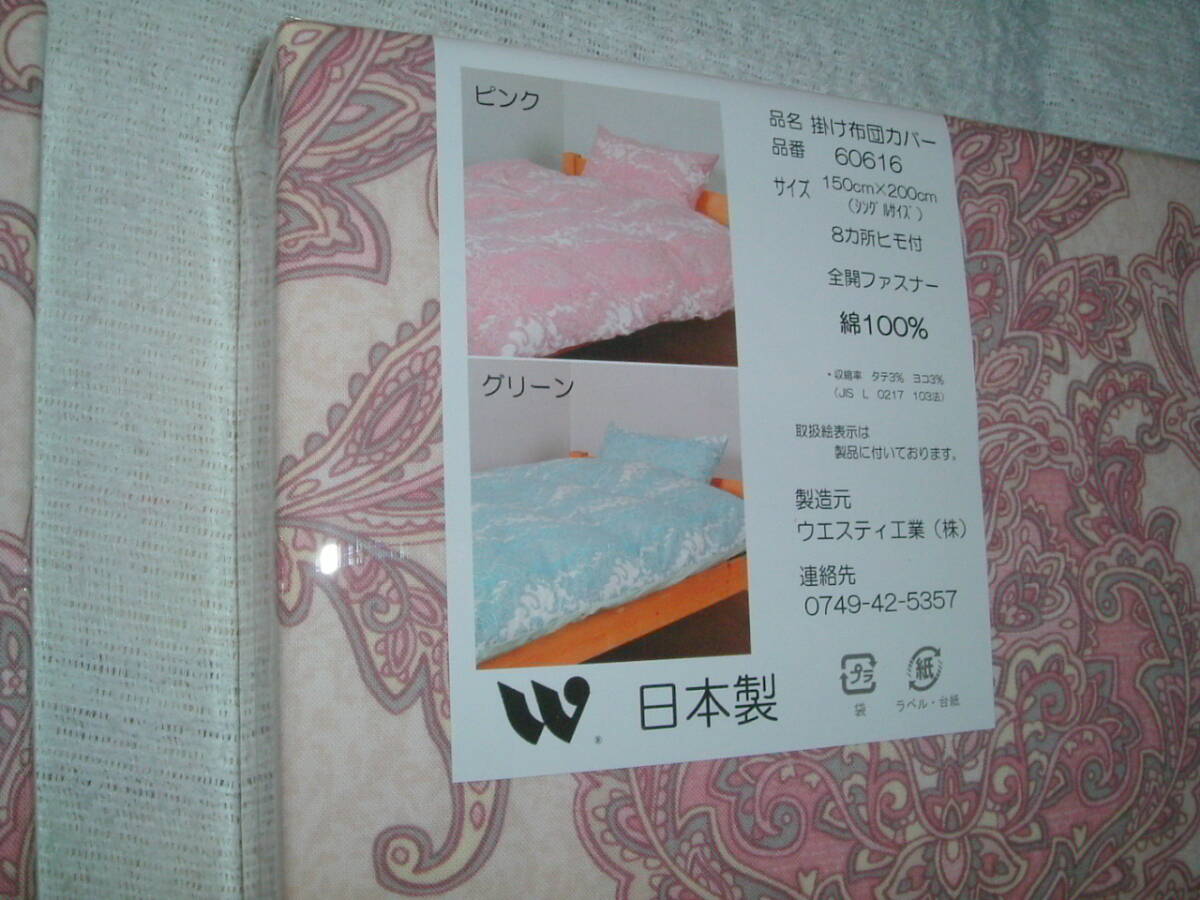 ピンク
グリーン
品名 掛け布団カバー
品番 60616
サイズ 150cm×200cm
（ｼﾝｸﾞﾙｻｲｽﾞ）
8カ所ヒモ付
全開ファスナー
綿100%
・収縮率 タテ3% ヨコ3%
（JIS L 0217 103法）
取扱絵表示は
製品に付いております。
製造元
ウエスティ工業（株）
連絡先
0749-42-5357
W ® 日本製
プラ 紙
袋 ラベル・台紙